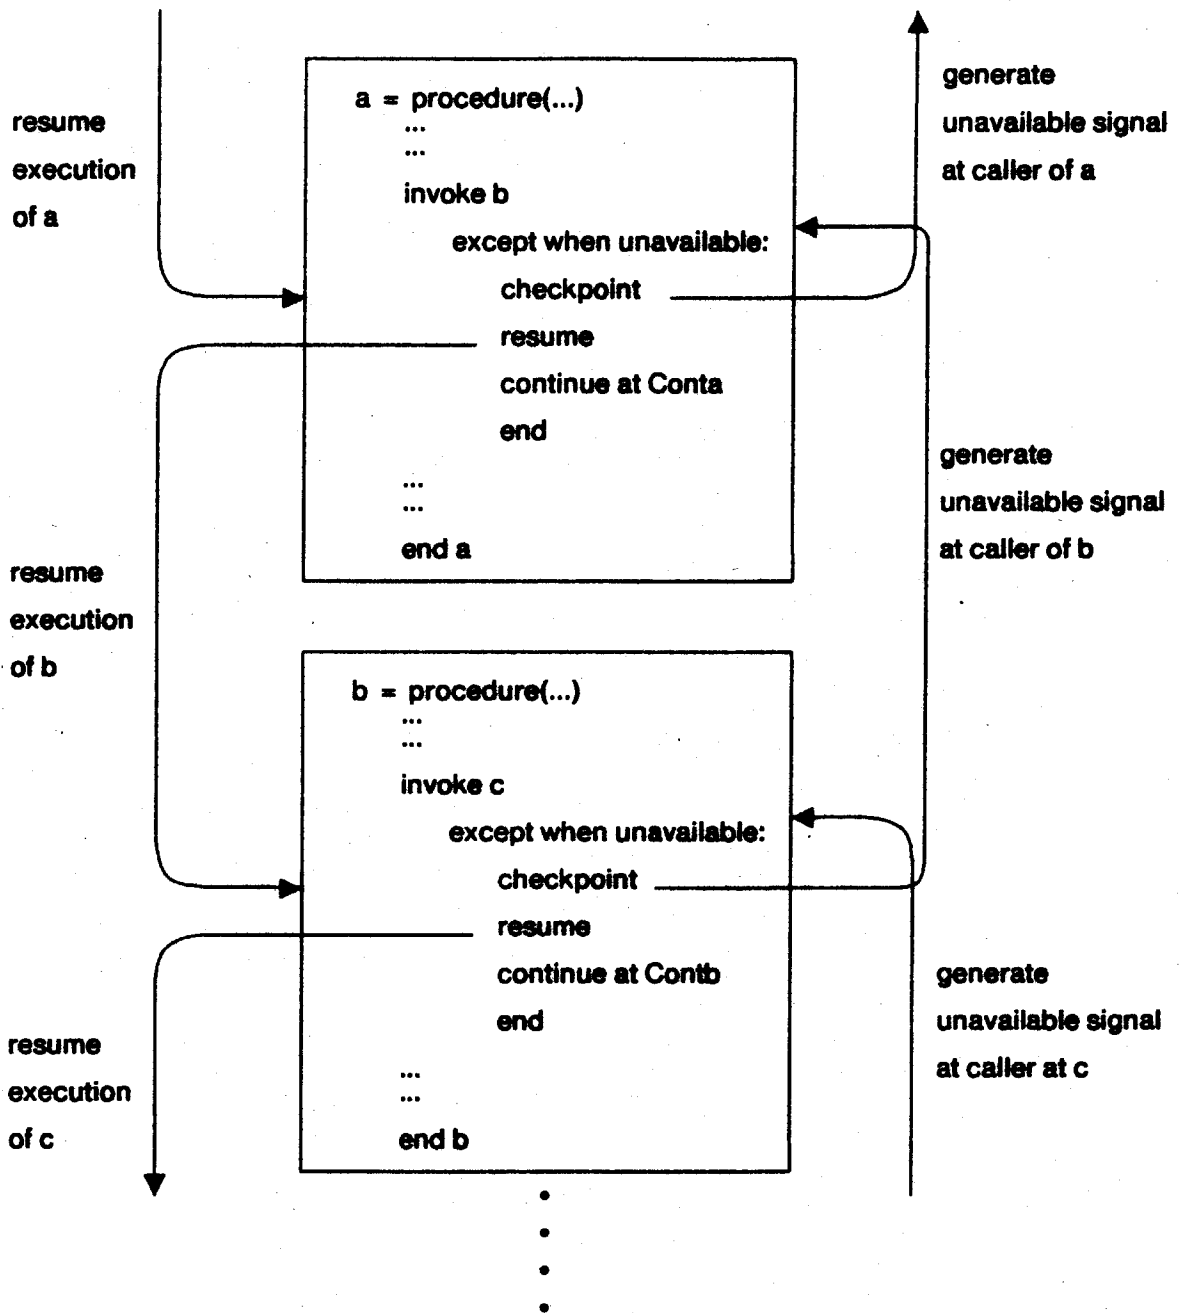 resume
execution
of a
a = procedure(...)
...
...
invoke b
except when unavailable:
checkpoint
resume
continue at Conta
end
...
...
end a
generate
unavailable signal
at caller of a
generate
unavailable signal
at caller of b
resume
execution
of b
b = procedure(...)
...
...
invoke c
except when unavailable:
checkpoint
resume
continue at Contb
end
...
...
end b
resume
execution
of c
generate
unavailable signal
at caller at c